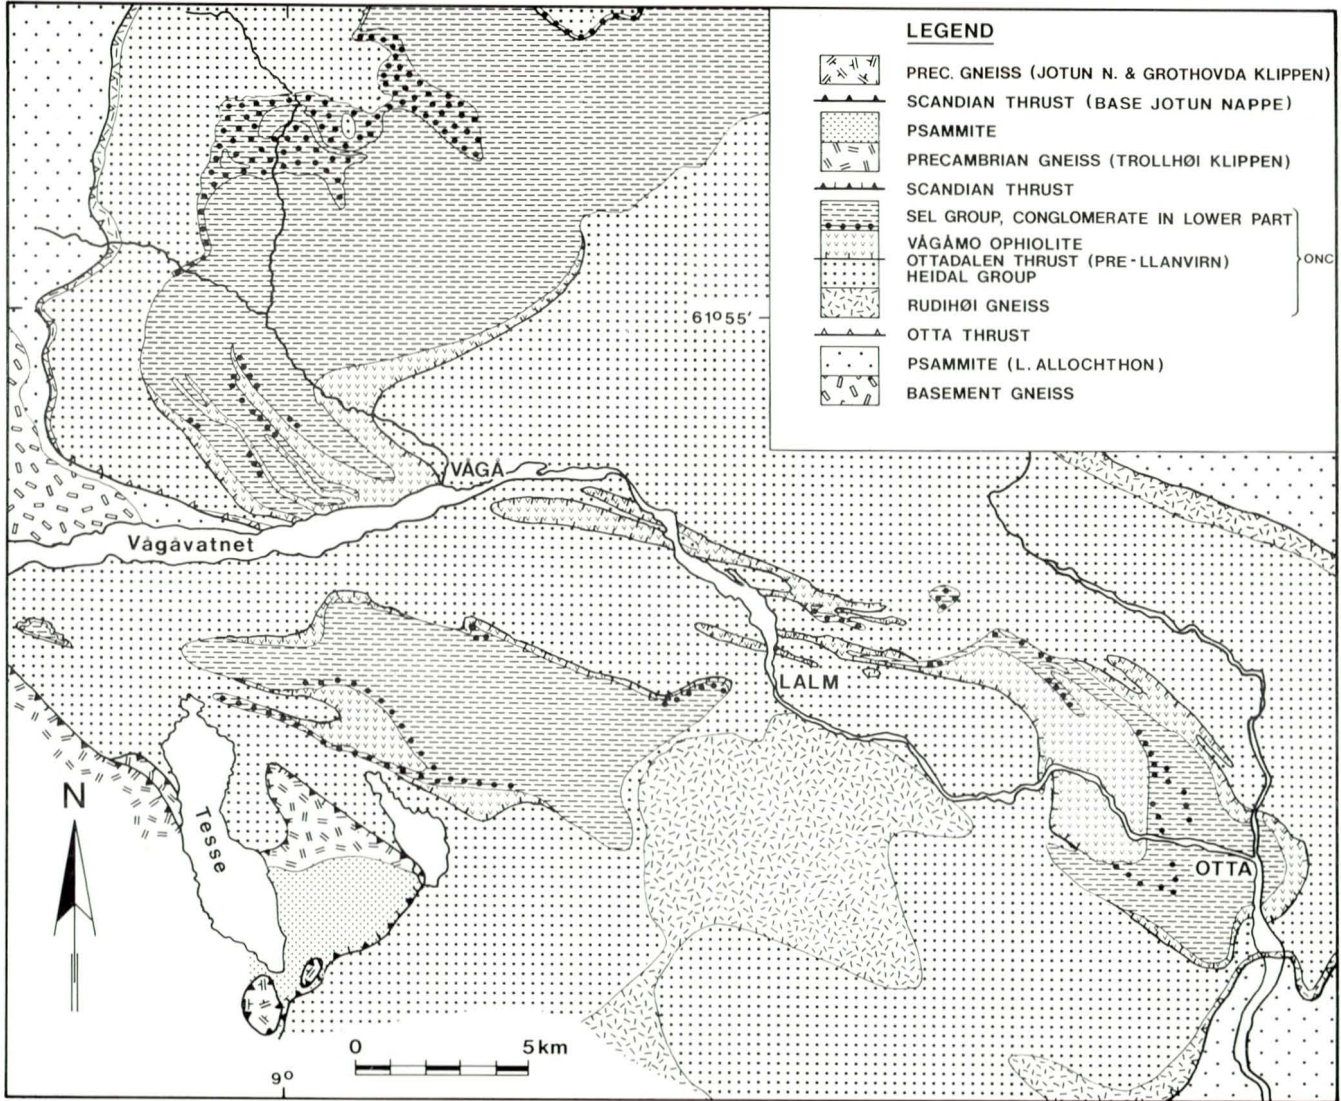 LEGEND
PREC. GNEISS (JOTUN N. & GROTHOVDA KLIPPEN)
SCANDIAN THRUST (BASE JOTUN NAPPE)
PSAMMITE
PRECAMBRIAN GNEISS (TROLLHØI KLIPPEN)
SCANDIAN THRUST
SEL GROUP, CONGLOMERATE IN LOWER PART
VÅGÅMO OPHIOLITE
OTTADALEN THRUST (PRE-LLANVIRN)
ONC
HEIDAL GROUP
RUDIHØI GNEISS
OTTA THRUST
PSAMMITE (L. ALLOCHTHON)
BASEMENT GNEISS
61°55'
VÅGÅ
Vågåvatnet
LALM
N
Tesse
OTTA
0 5 km
9°